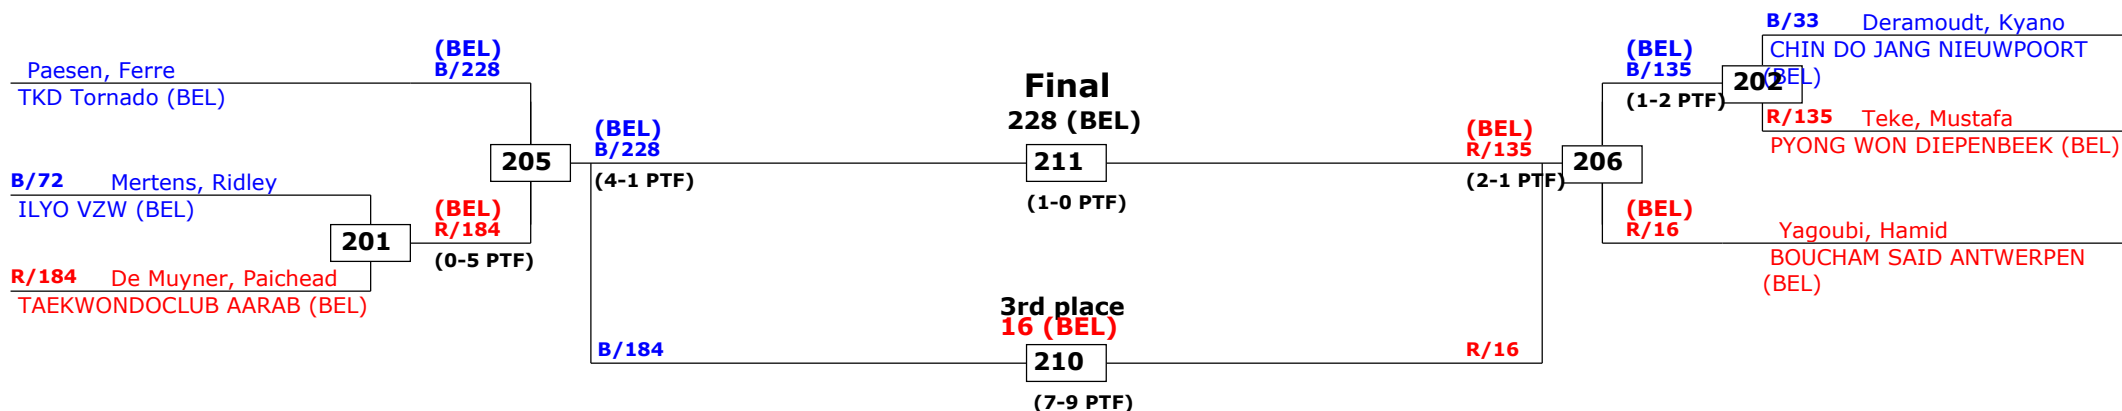 Paesen, Ferre
TKD Tornado (BEL)
(BEL)
B/228
B/72 Mertens, Ridley
ILYO VZW (BEL)
201
R/184 De Muyner, Paichead
TAEKWONDOCLUB AARAB (BEL)
(BEL)
R/184
(0-5 PTF)
205
(BEL)
B/228
(4-1 PTF)
B/184
Final
228 (BEL)
211
(1-0 PTF)
3rd place
16 (BEL)
210
(7-9 PTF)
(BEL)
R/135
(2-1 PTF)
R/16
206
(BEL)
B/135
(1-2 PTF)
202
B/33 Deramoudt, Kyano
CHIN DO JANG NIEUWPOORT
(BEL)
R/135 Teke, Mustafa
PYONG WON DIEPENBEEK (BEL)
(BEL)
R/16
Yagoubi, Hamid
BOUCHAM SAID ANTWERPEN
(BEL)